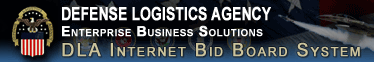 DEFENSE LOGISTICS AGENCY
ENTERPRISE BUSINESS SOLUTIONS
DLA INTERNET BID BOARD SYSTEM